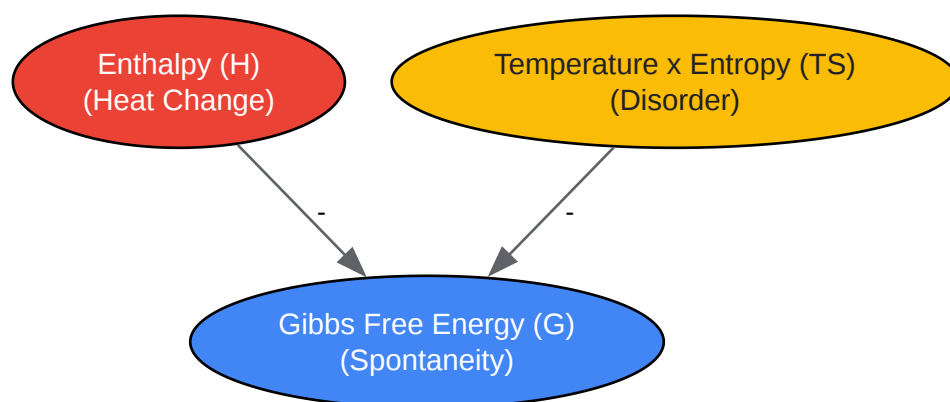 Enthalpy (H)
(Heat Change)
Temperature x Entropy (TS)
(Disorder)
-
-
Gibbs Free Energy (G)
(Spontaneity)